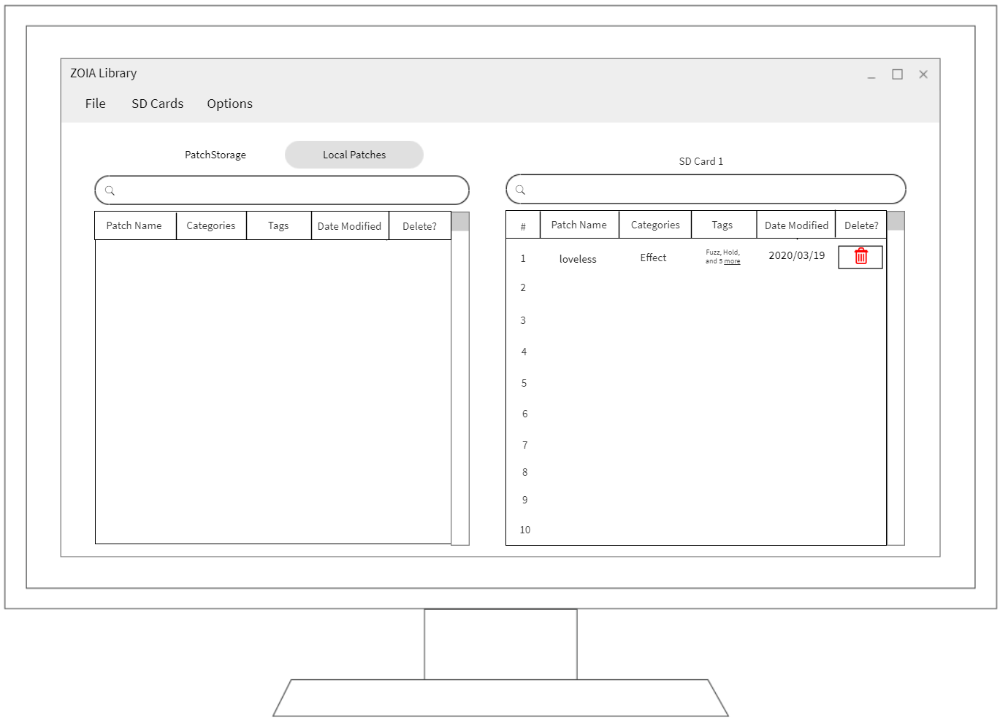 ZOIA Library
File SD Cards Options
PatchStorage Local Patches
Patch Name Categories Tags Date Modified Delete?
SD Card 1
# Patch Name Categories Tags Date Modified Delete?
1 loveless Effect Fuzz, Hold, 2020/03/19
and 5 more
2
3
4
5
6
7
8
9
10